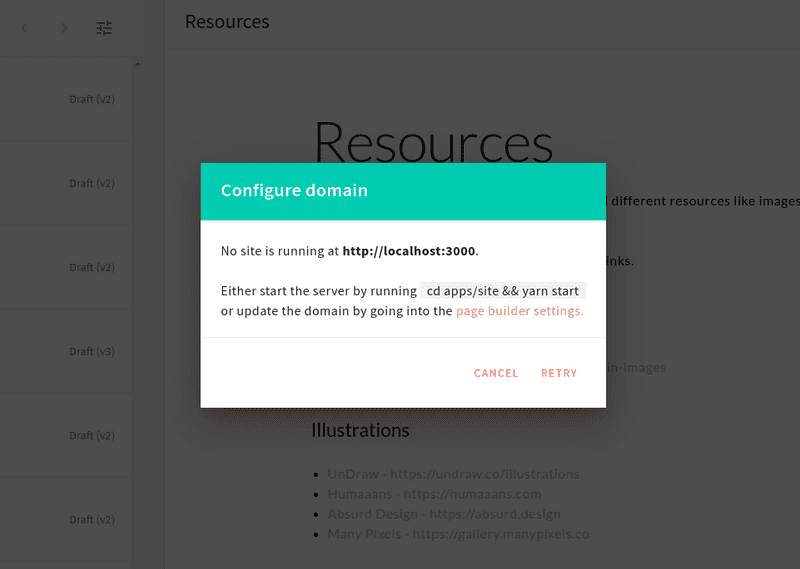 Resources
Draft (v2)
Draft (v2)
Draft (v2)
Draft (v3)
Draft (v2)
Draft (v2)
Resources
different resources like images
inks.
in-images
Configure domain
No site is running at http://localhost:3000.
Either start the server by running cd apps/site && yarn start
or update the domain by going into the page builder settings.
CANCEL RETRY
Illustrations
UnDraw - https://undraw.co/illustrations
Humaaans - https://humaaans.com
Absurd Design - https://absurd.design
Many Pixels - https://gallery.manypixels.co